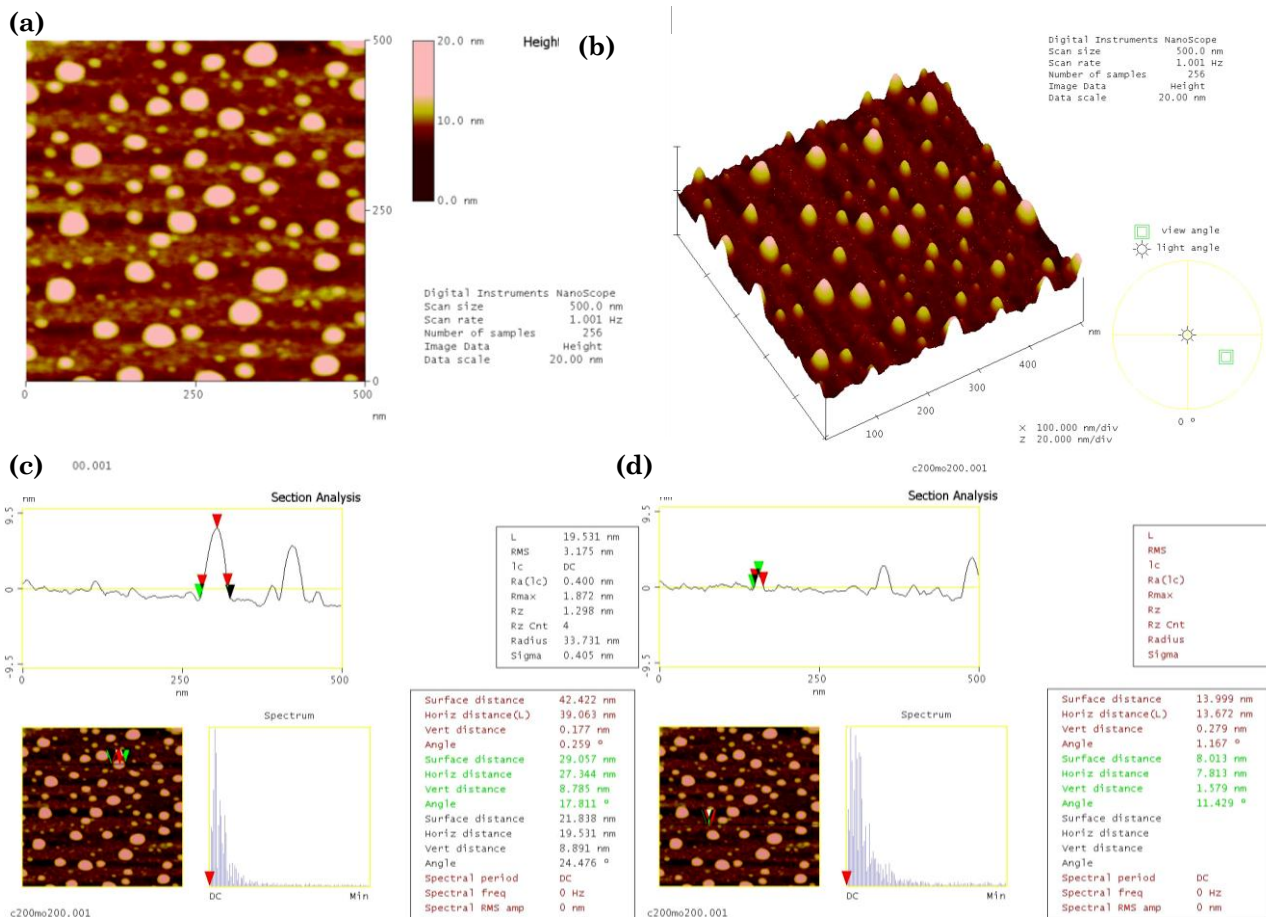 (a)
500
250
0
0
250
500
nm
20.0 nm
10.0 nm
0.0 nm
Height
Digital Instruments NanoScope
Scan size 500.0 nm
Scan rate 1.001 Hz
Number of samples 256
Image Data Height
Data scale 20.00 nm
(b)
Digital Instruments NanoScope
Scan size 500.0 nm
Scan rate 1.001 Hz
Number of samples 256
Image Data Height
Data scale 20.00 nm
view angle
light angle
0 º
nm
400
300
200
100
X 100.000 nm/div
Z 20.000 nm/div
(c)
00.001
nm
Section Analysis
9.5
0
-9.5
0
250
500
nm
L 19.531 nm
RMS 3.175 nm
lc DC
Ra(lc) 0.400 nm
Rmax 1.872 nm
Rz 1.298 nm
Rz Cnt 4
Radius 33.731 nm
Sigma 0.405 nm
Spectrum
DC
Min
Surface distance 42.422 nm
Horiz distance(L) 39.063 nm
Vert distance 0.177 nm
Angle 0.259 º
Surface distance 29.057 nm
Horiz distance 27.344 nm
Vert distance 8.785 nm
Angle 17.811 º
Surface distance 21.838 nm
Horiz distance 19.531 nm
Vert distance 8.891 nm
Angle 24.476 º
Spectral period DC
Spectral freq 0 Hz
Spectral RMS amp 0 nm
c200mo200.001
(d)
c200mo200.001
nm
Section Analysis
9.5
0
-9.5
0
250
500
nm
L
RMS
lc
Ra(lc)
Rmax
Rz
Rz Cnt
Radius
Sigma
Spectrum
DC
Min
Surface distance 13.999 nm
Horiz distance(L) 13.672 nm
Vert distance 0.279 nm
Angle 1.167 º
Surface distance 8.013 nm
Horiz distance 7.813 nm
Vert distance 1.579 nm
Angle 11.429 º
Surface distance
Horiz distance
Vert distance
Angle
Spectral period DC
Spectral freq 0 Hz
Spectral RMS amp 0 nm
c200mo200.001